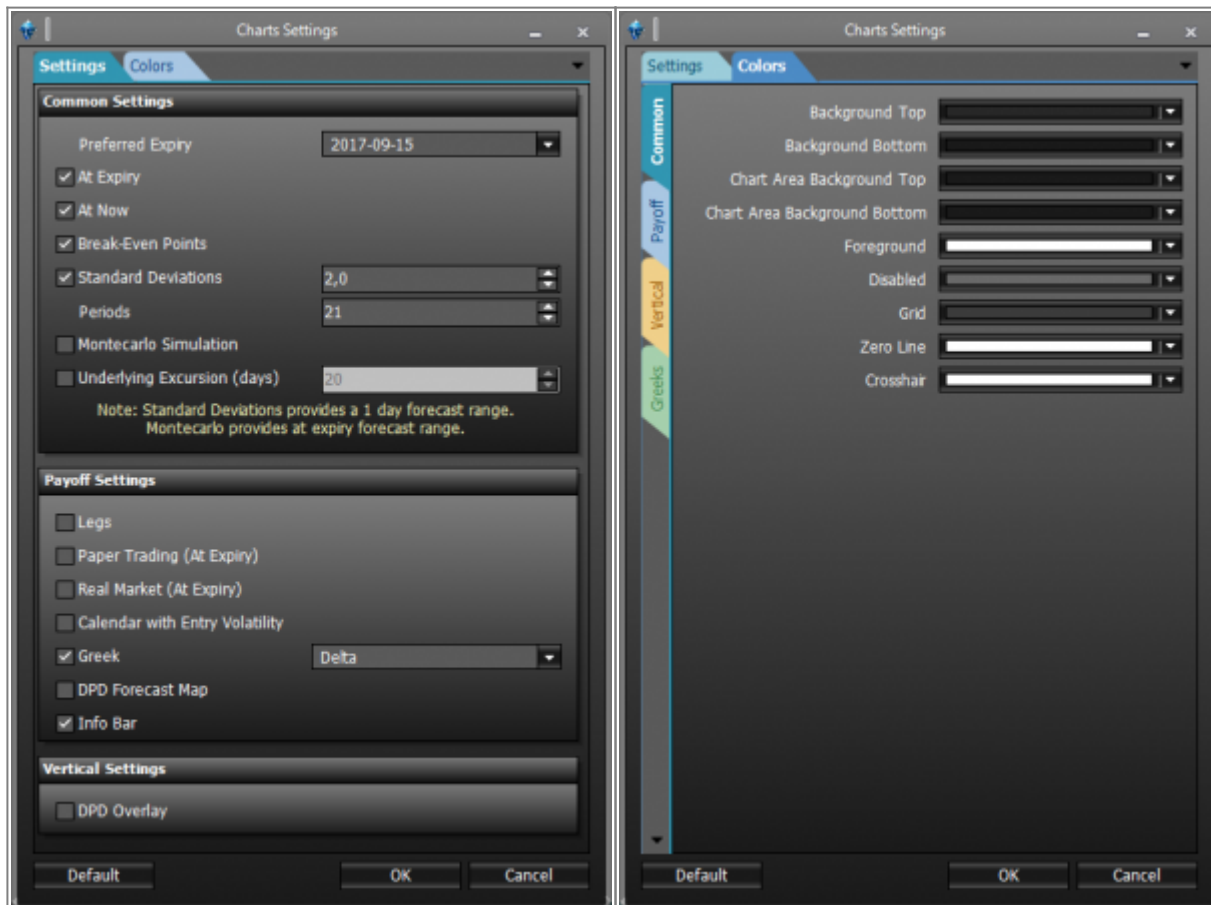 Charts Settings
Settings Colors
Common Settings
Preferred Expiry 2017-09-15
At Expiry
At Now
Break-Even Points
Standard Deviations 2,0
Periods 21
Montecarlo Simulation
Underlying Excursion (days) 20
Note: Standard Deviations provides a 1 day forecast range.
Montecarlo provides at expiry forecast range.
Payoff Settings
Legs
Paper Trading (At Expiry)
Real Market (At Expiry)
Calendar with Entry Volatility
Greek Delta
DPD Forecast Map
Info Bar
Vertical Settings
DPD Overlay
Default OK Cancel
Charts Settings
Settings Colors
Common
Payoff
Vertical
Greeks
Background Top
Background Bottom
Chart Area Background Top
Chart Area Background Bottom
Foreground
Disabled
Grid
Zero Line
Crosshair
Default OK Cancel